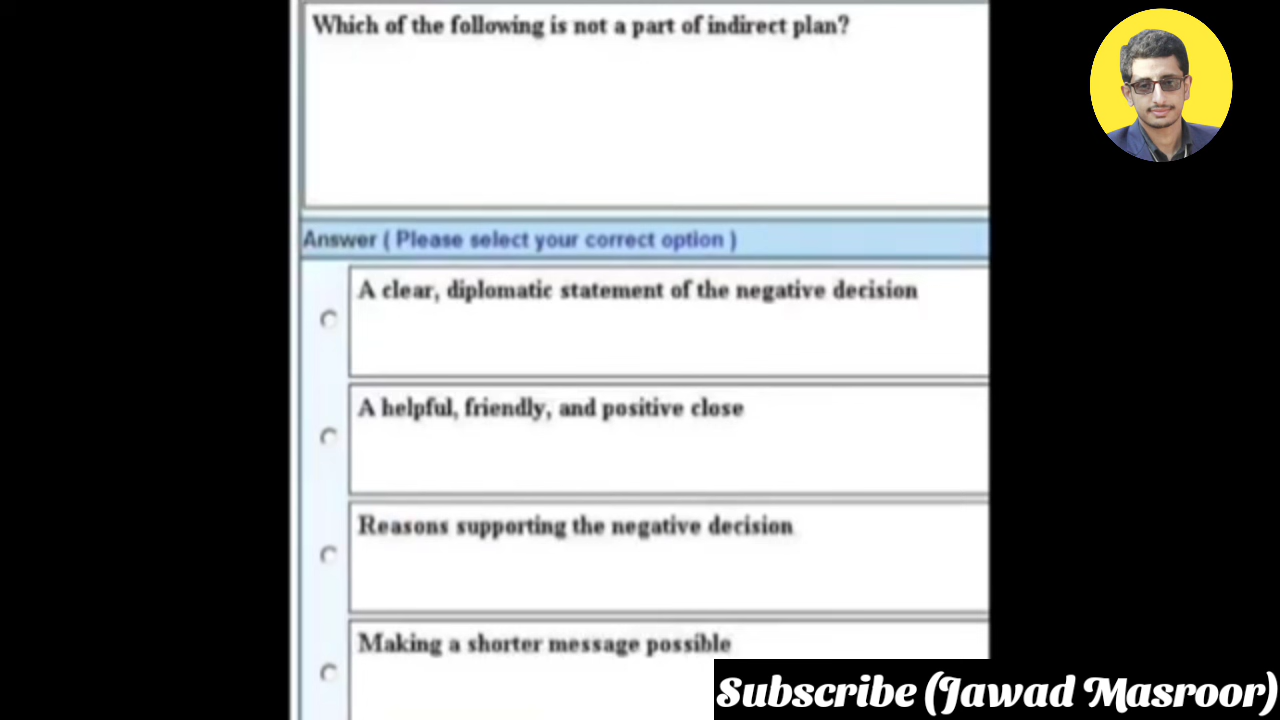 Which of the following is not a part of indirect plan?
Answer ( Please select your correct option )
A clear, diplomatic statement of the negative decision
A helpful, friendly, and positive close
Reasons supporting the negative decision
Making a shorter message possible
Subscribe (Jawad Masroor)